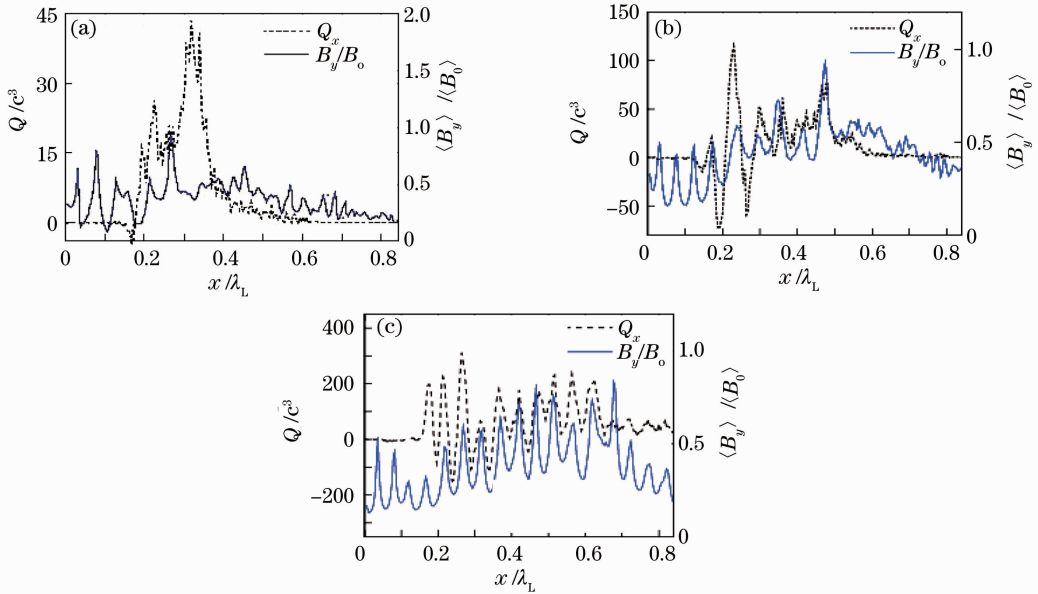 (a)
Q_x
B_y/B_o
45
30
15
0
Q /c³
2.0
1.5
1.0
0.5
0
⟨B_y⟩ /⟨B_0⟩
0 0.2 0.4 0.6 0.8
x /λ_L
(b)
Q_x
B_y/B_o
150
100
50
0
−50
Q /c³
1.0
0.5
0
⟨B_y⟩ /⟨B_0⟩
0 0.2 0.4 0.6 0.8
x /λ_L
(c)
Q_x
B_y/B_o
400
200
0
−200
Q /c³
1.0
0.5
0
⟨B_y⟩ /⟨B_0⟩
0 0.2 0.4 0.6 0.8
x /λ_L